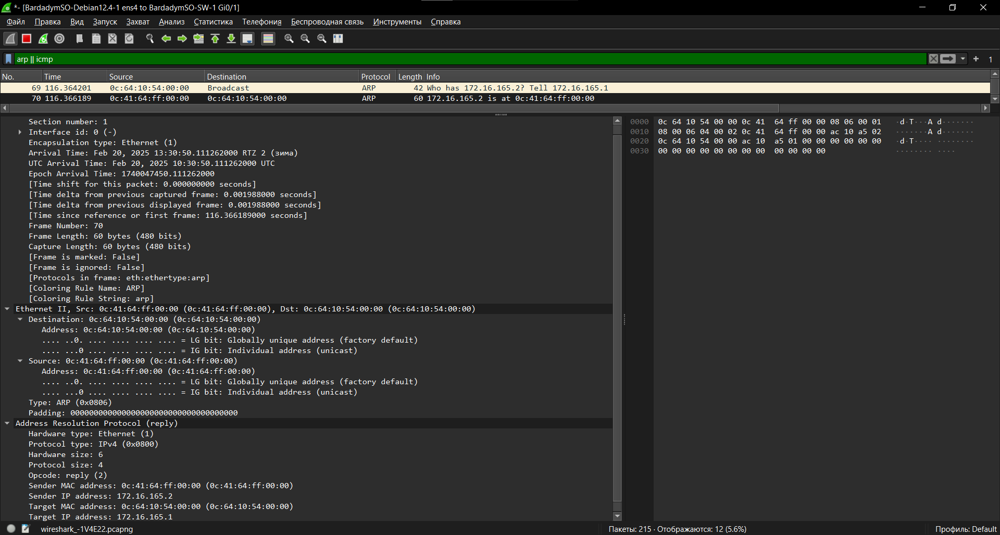 *- [BardadymSO-Debian12.4-1 ens4 to BardadymSO-SW-1 Gi0/1]
Файл Правка Вид Запуск Захват Анализ Статистика Телефония Беспроводная связь Инструменты Справка
arp || icmp
1
No. Time Source Destination Protocol Length Info
69 116.364201 0c:64:10:54:00:00 Broadcast ARP 42 Who has 172.16.165.2? Tell 172.16.165.1
70 116.366189 0c:41:64:ff:00:00 0c:64:10:54:00:00 ARP 60 172.16.165.2 is at 0c:41:64:ff:00:00
Section number: 1
Interface id: 0 (-)
Encapsulation type: Ethernet (1)
Arrival Time: Feb 20, 2025 13:30:50.111262000 RTZ 2 (зима)
UTC Arrival Time: Feb 20, 2025 10:30:50.111262000 UTC
Epoch Arrival Time: 1740047450.111262000
[Time shift for this packet: 0.000000000 seconds]
[Time delta from previous captured frame: 0.001988000 seconds]
[Time delta from previous displayed frame: 0.001988000 seconds]
[Time since reference or first frame: 116.366189000 seconds]
Frame Number: 70
Frame Length: 60 bytes (480 bits)
Capture Length: 60 bytes (480 bits)
[Frame is marked: False]
[Frame is ignored: False]
[Protocols in frame: eth:ethertype:arp]
[Coloring Rule Name: ARP]
[Coloring Rule String: arp]
Ethernet II, Src: 0c:41:64:ff:00:00 (0c:41:64:ff:00:00), Dst: 0c:64:10:54:00:00 (0c:64:10:54:00:00)
Destination: 0c:64:10:54:00:00 (0c:64:10:54:00:00)
Address: 0c:64:10:54:00:00 (0c:64:10:54:00:00)
.... ..0. .... .... .... .... = LG bit: Globally unique address (factory default)
.... ...0 .... .... .... .... = IG bit: Individual address (unicast)
Source: 0c:41:64:ff:00:00 (0c:41:64:ff:00:00)
Address: 0c:41:64:ff:00:00 (0c:41:64:ff:00:00)
.... ..0. .... .... .... .... = LG bit: Globally unique address (factory default)
.... ...0 .... .... .... .... = IG bit: Individual address (unicast)
Type: ARP (0x0806)
Padding: 000000000000000000000000000000000000
Address Resolution Protocol (reply)
Hardware type: Ethernet (1)
Protocol type: IPv4 (0x0800)
Hardware size: 6
Protocol size: 4
Opcode: reply (2)
Sender MAC address: 0c:41:64:ff:00:00 (0c:41:64:ff:00:00)
Sender IP address: 172.16.165.2
Target MAC address: 0c:64:10:54:00:00 (0c:64:10:54:00:00)
Target IP address: 172.16.165.1
0000 0c 64 10 54 00 00 0c 41 64 ff 00 00 08 06 00 01 ·d·T···A d·······
0010 08 00 06 04 00 02 0c 41 64 ff 00 00 ac 10 a5 02 ·······A d·······
0020 0c 64 10 54 00 00 ac 10 a5 01 00 00 00 00 00 00 ·d·T···· ········
0030 00 00 00 00 00 00 00 00 00 00 00 00 ········ ····
wireshark_-1V4E22.pcapng
Пакеты: 215 · Отображаются: 12 (5.6%)
Профиль: Default